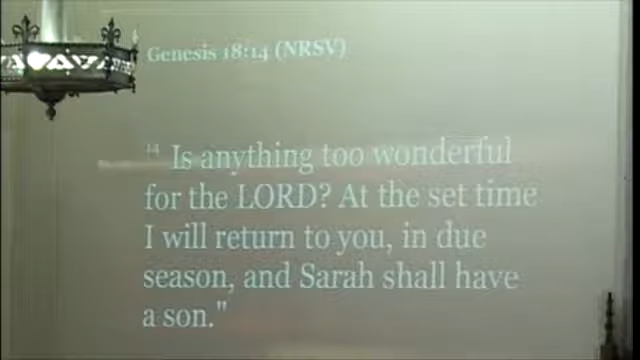 Genesis 18:14 (NRSV)
14 Is anything too wonderful
for the LORD? At the set time
I will return to you, in due
season, and Sarah shall have
a son."